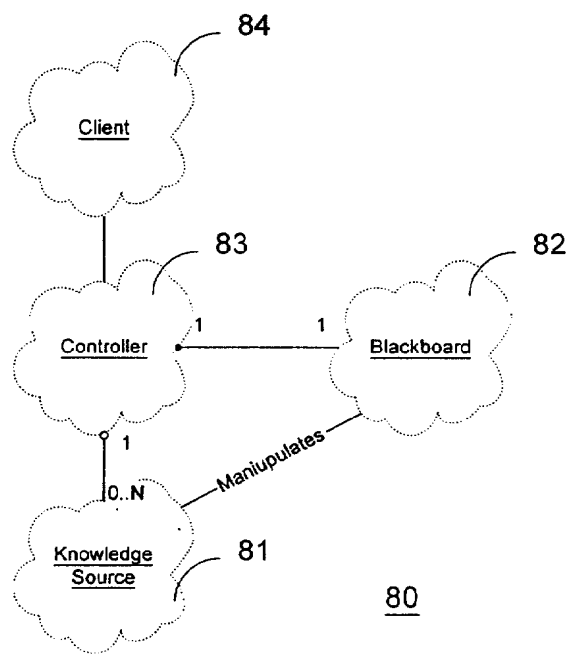 84
Client
83
82
1
1
Controller
Blackboard
1
Maniupulates
0..N
Knowledge
Source
81
80